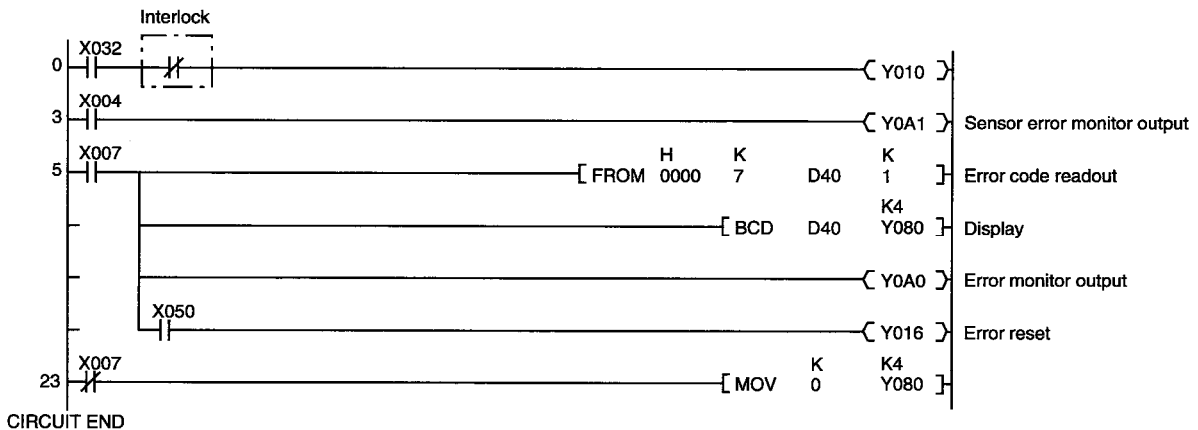 Interlock
X032
0 Y010
X004
3 Y0A1 Sensor error monitor output
X007 H K K
5 FROM 0000 7 D40 1 Error code readout
K4
BCD D40 Y080 Display
Y0A0 Error monitor output
X050
Y016 Error reset
X007 K K4
23 MOV 0 Y080
CIRCUIT END